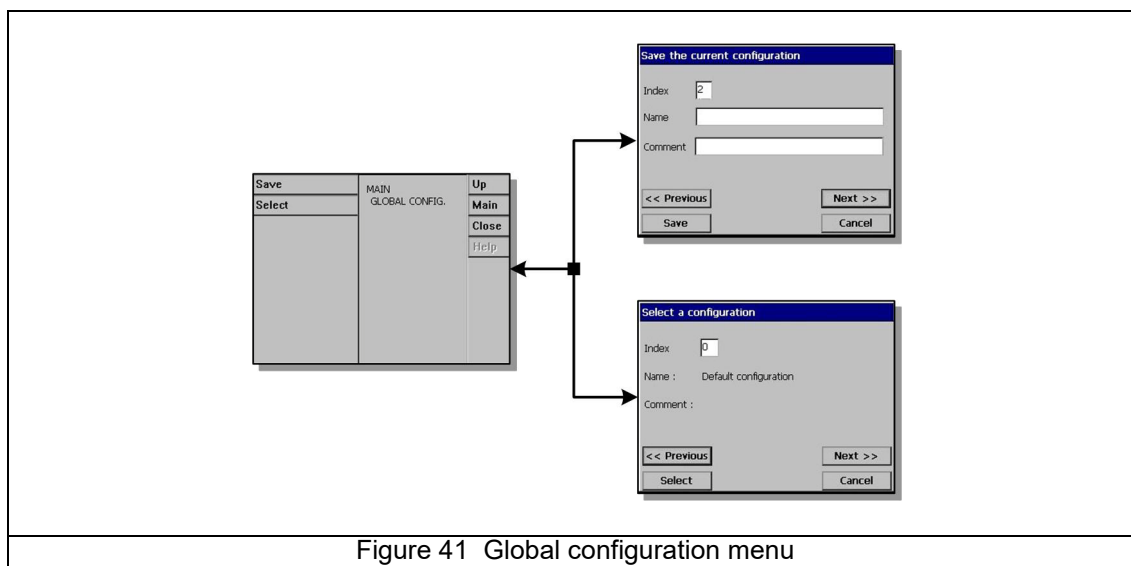 Save
Select
MAIN
GLOBAL CONFIG.
Up
Main
Close
Help
Save the current configuration
Index 2
Name
Comment
<< Previous Next >>
Save Cancel
Select a configuration
Index 0
Name : Default configuration
Comment :
<< Previous Next >>
Select Cancel
Figure 41 Global configuration menu